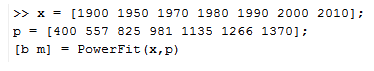 >> x = [1900 1950 1970 1980 1990 2000 2010];
p = [400 557 825 981 1135 1266 1370];
[b m] = PowerFit(x,p)